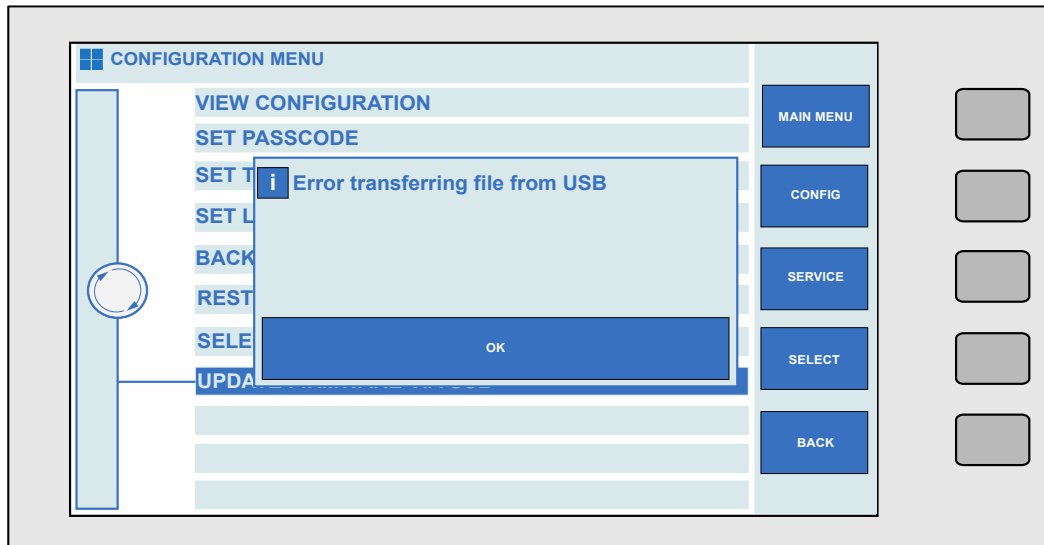 CONFIGURATION MENU
VIEW CONFIGURATION
SET PASSCODE
SET T
SET L
BACK
REST
SELE
UPDA
i Error transferring file from USB
OK
MAIN MENU
CONFIG
SERVICE
SELECT
BACK